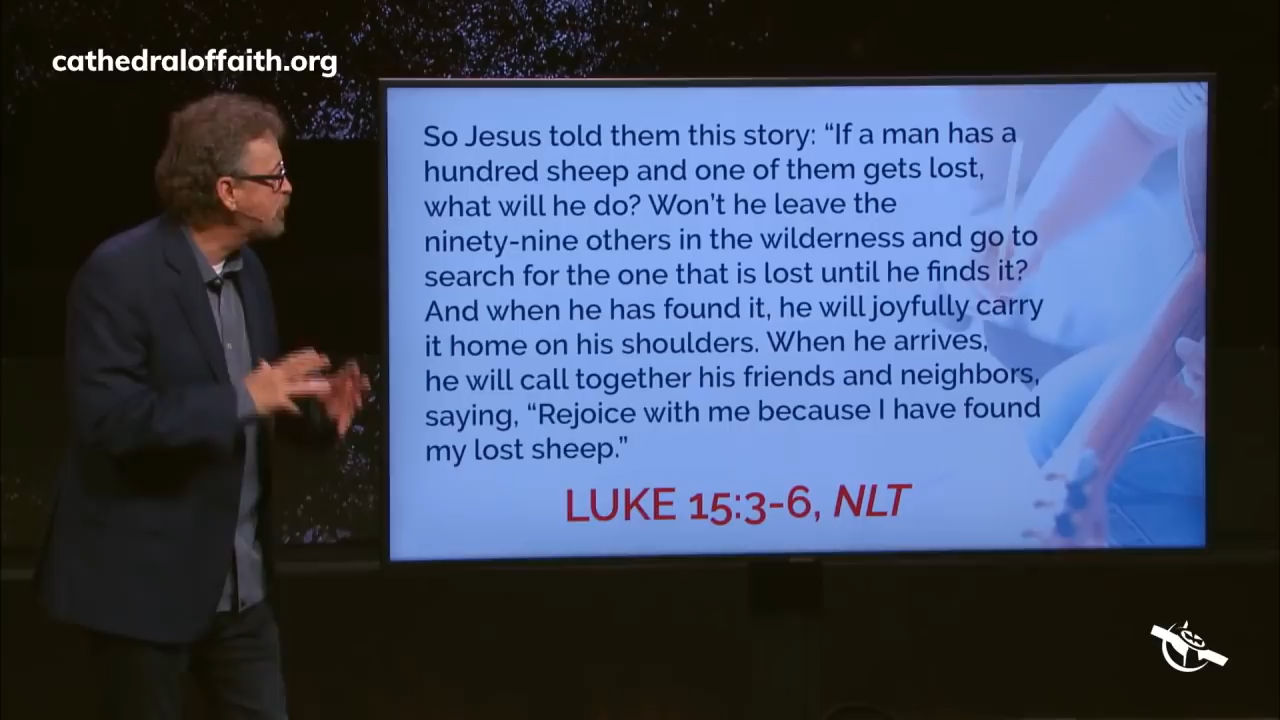 cathedraloffaith.org
So Jesus told them this story: “If a man has a
hundred sheep and one of them gets lost,
what will he do? Won’t he leave the
ninety-nine others in the wilderness and go to
search for the one that is lost until he finds it?
And when he has found it, he will joyfully carry
it home on his shoulders. When he arrives,
he will call together his friends and neighbors,
saying, “Rejoice with me because I have found
my lost sheep.”
LUKE 15:3-6, NLT